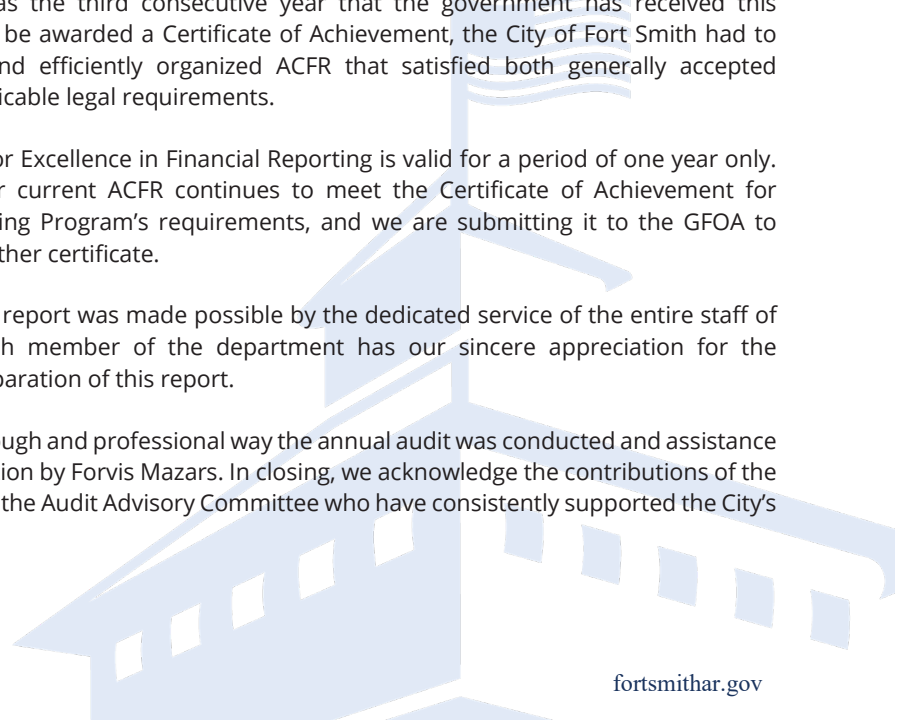 as the third consecutive year that the government has received this
be awarded a Certificate of Achievement, the City of Fort Smith had to
nd efficiently organized ACFR that satisfied both generally accepted
icable legal requirements.
or Excellence in Financial Reporting is valid for a period of one year only.
r current ACFR continues to meet the Certificate of Achievement for
ing Program's requirements, and we are submitting it to the GFOA to
ther certificate.
report was made possible by the dedicated service of the entire staff of
h member of the department has our sincere appreciation for the
paration of this report.
ough and professional way the annual audit was conducted and assistance
ion by Forvis Mazars. In closing, we acknowledge the contributions of the
the Audit Advisory Committee who have consistently supported the City's
fortsmithar.gov